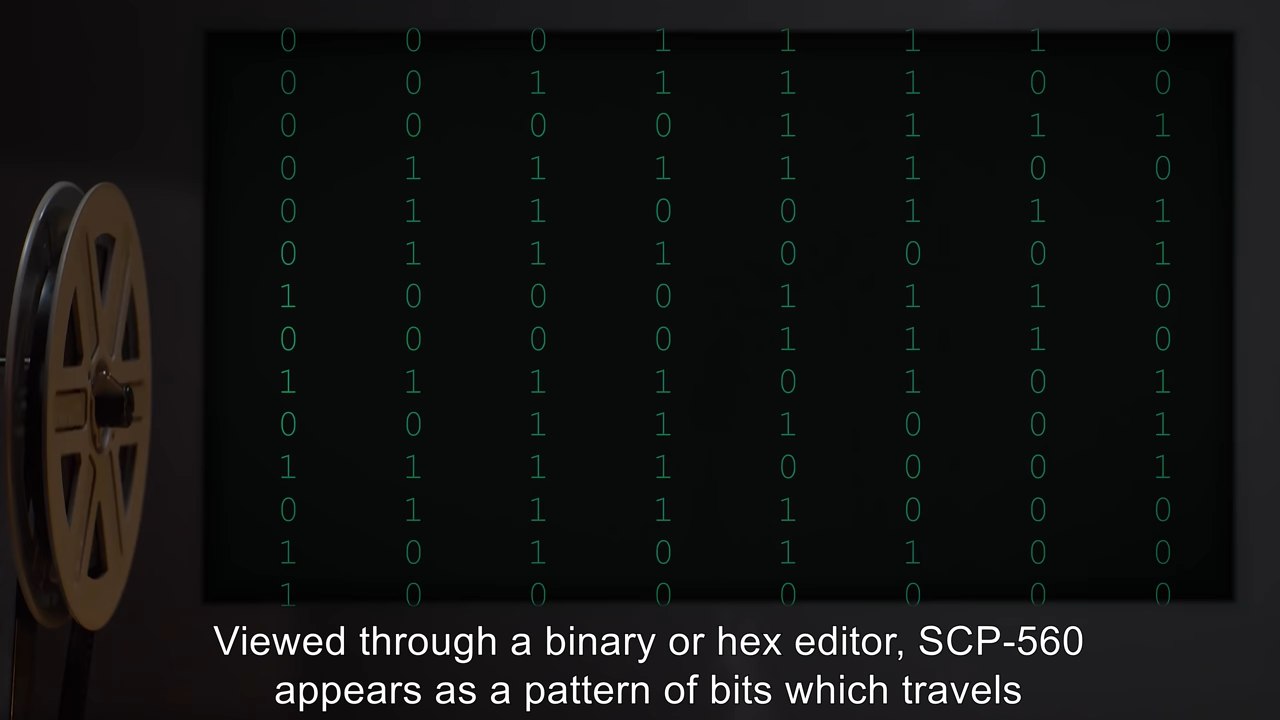 0 0 0 1 1 1 1 0
0 0 1 1 1 1 0 0
0 0 0 0 1 1 1 1
0 1 1 1 1 1 0 0
0 1 1 0 0 1 1 1
0 1 1 1 0 0 0 1
1 0 0 0 1 1 1 0
0 0 0 0 1 1 1 0
1 1 1 1 0 1 0 1
0 0 1 1 1 0 0 1
1 1 1 1 0 0 0 1
0 1 1 1 1 0 0 0
1 0 1 0 1 1 0 0
1 0 0 0 0 0 0 0
Viewed through a binary or hex editor, SCP-560
appears as a pattern of bits which travels